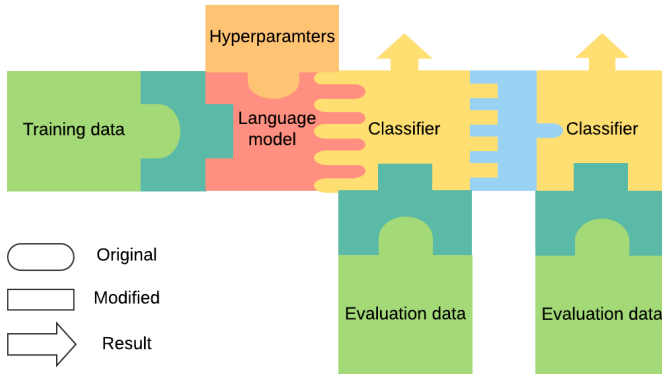 Hyperparamters
Training data
Language
model
Classifier
Classifier
Original
Modified
Result
Evaluation data
Evaluation data